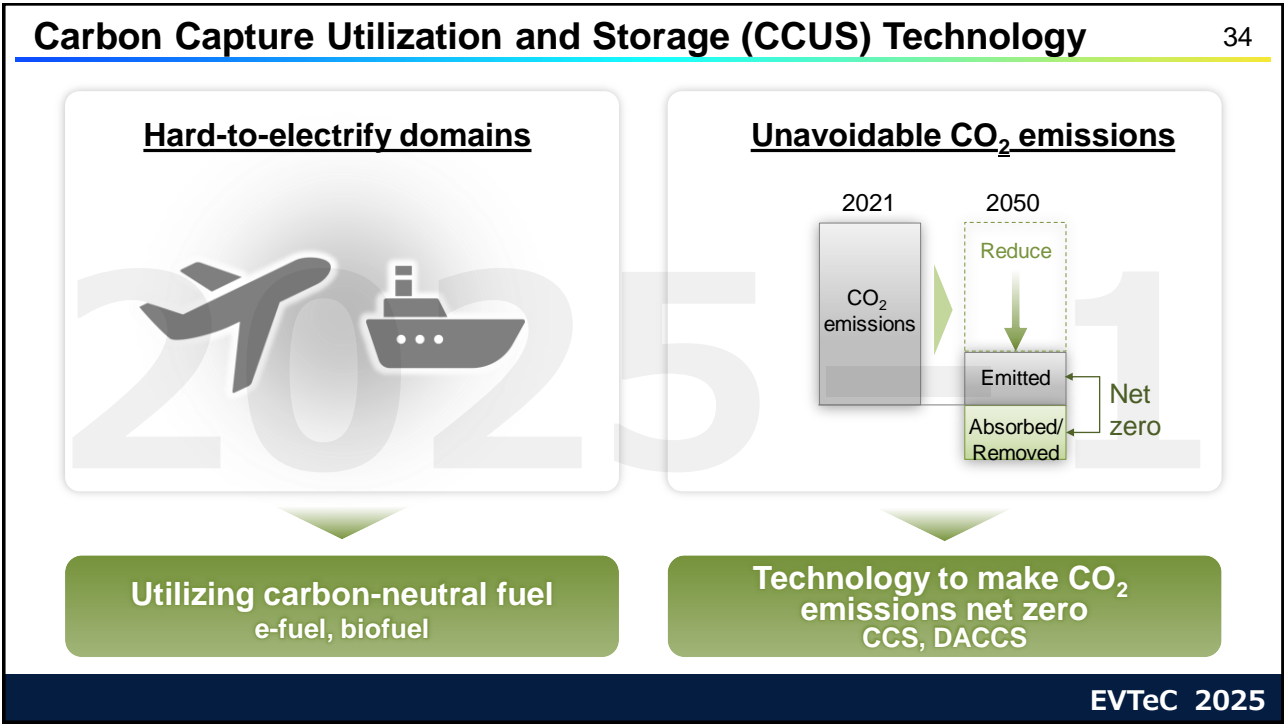 Carbon Capture Utilization and Storage (CCUS) Technology
34
Hard-to-electrify domains
Utilizing carbon-neutral fuel
e-fuel, biofuel
Unavoidable CO₂ emissions
2021
2050
CO₂
emissions
Reduce
Emitted
Absorbed/
Removed
Net
zero
Technology to make CO₂
emissions net zero
CCS, DACCS
2025-1
EVTeC 2025